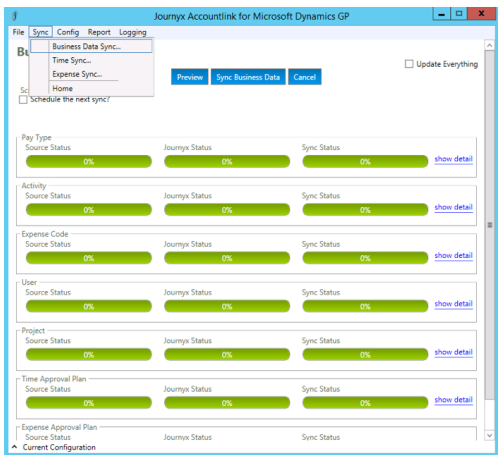 Journyx Accountlink for Microsoft Dynamics GP
File Sync Config Report Logging
Business Data Sync...
Time Sync...
Expense Sync...
Home
Update Everything
Preview Sync Business Data Cancel
Schedule the next sync?
Pay Type
Source Status Journyx Status Sync Status
0% 0% 0% show detail
Activity
Source Status Journyx Status Sync Status
0% 0% 0% show detail
Expense Code
Source Status Journyx Status Sync Status
0% 0% 0% show detail
User
Source Status Journyx Status Sync Status
0% 0% 0% show detail
Project
Source Status Journyx Status Sync Status
0% 0% 0% show detail
Time Approval Plan
Source Status Journyx Status Sync Status
0% 0% 0% show detail
Expense Approval Plan
Source Status Journyx Status Sync Status
Current Configuration